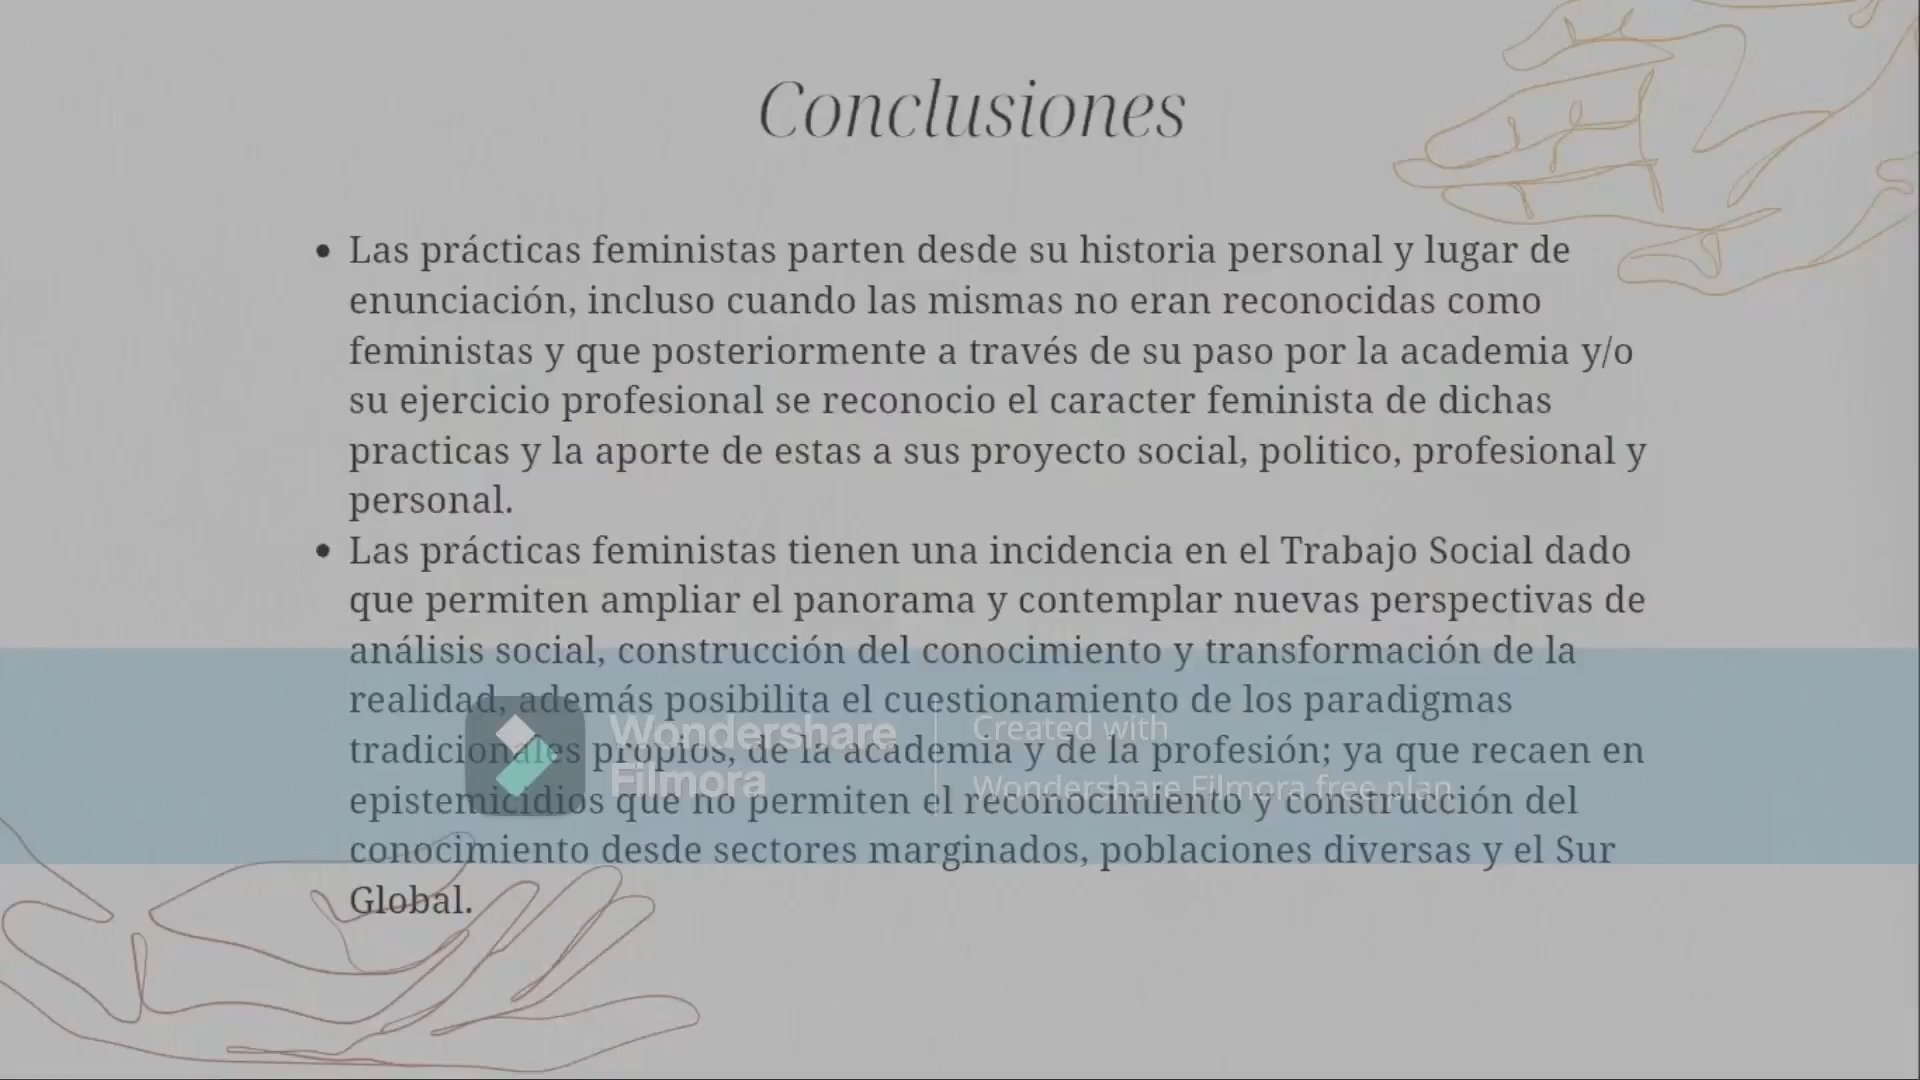 Conclusiones
• Las prácticas feministas parten desde su historia personal y lugar de
enunciación, incluso cuando las mismas no eran reconocidas como
feministas y que posteriormente a través de su paso por la academia y/o
su ejercicio profesional se reconocio el caracter feminista de dichas
practicas y la aporte de estas a sus proyecto social, politico, profesional y
personal.
• Las prácticas feministas tienen una incidencia en el Trabajo Social dado
que permiten ampliar el panorama y contemplar nuevas perspectivas de
análisis social, construcción del conocimiento y transformación de la
realidad, además posibilita el cuestionamiento de los paradigmas
tradicionales propios, de la academia y de la profesión; ya que recaen en
epistemicidios que no permiten el reconocimiento y construcción del
conocimiento desde sectores marginados, poblaciones diversas y el Sur
Global.
Wondershare
Filmora
Created with
Wondershare Filmora free plan